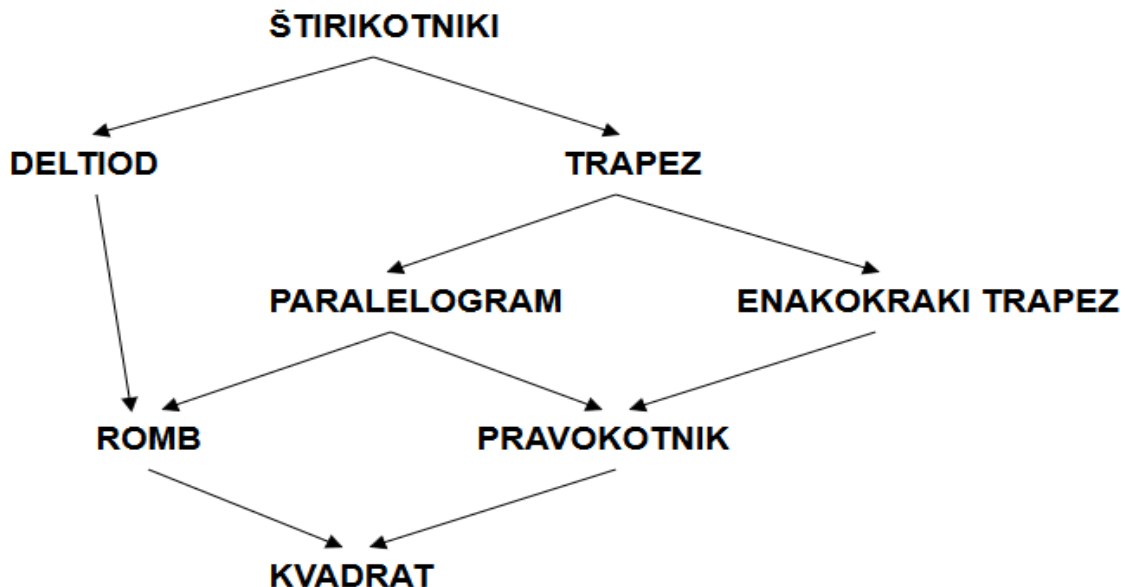 ŠTIRIKOTNIKI
DELTIOD TRAPEZ
PARALELOGRAM ENAKOKRAKI TRAPEZ
ROMB PRAVOKOTNIK
KVADRAT